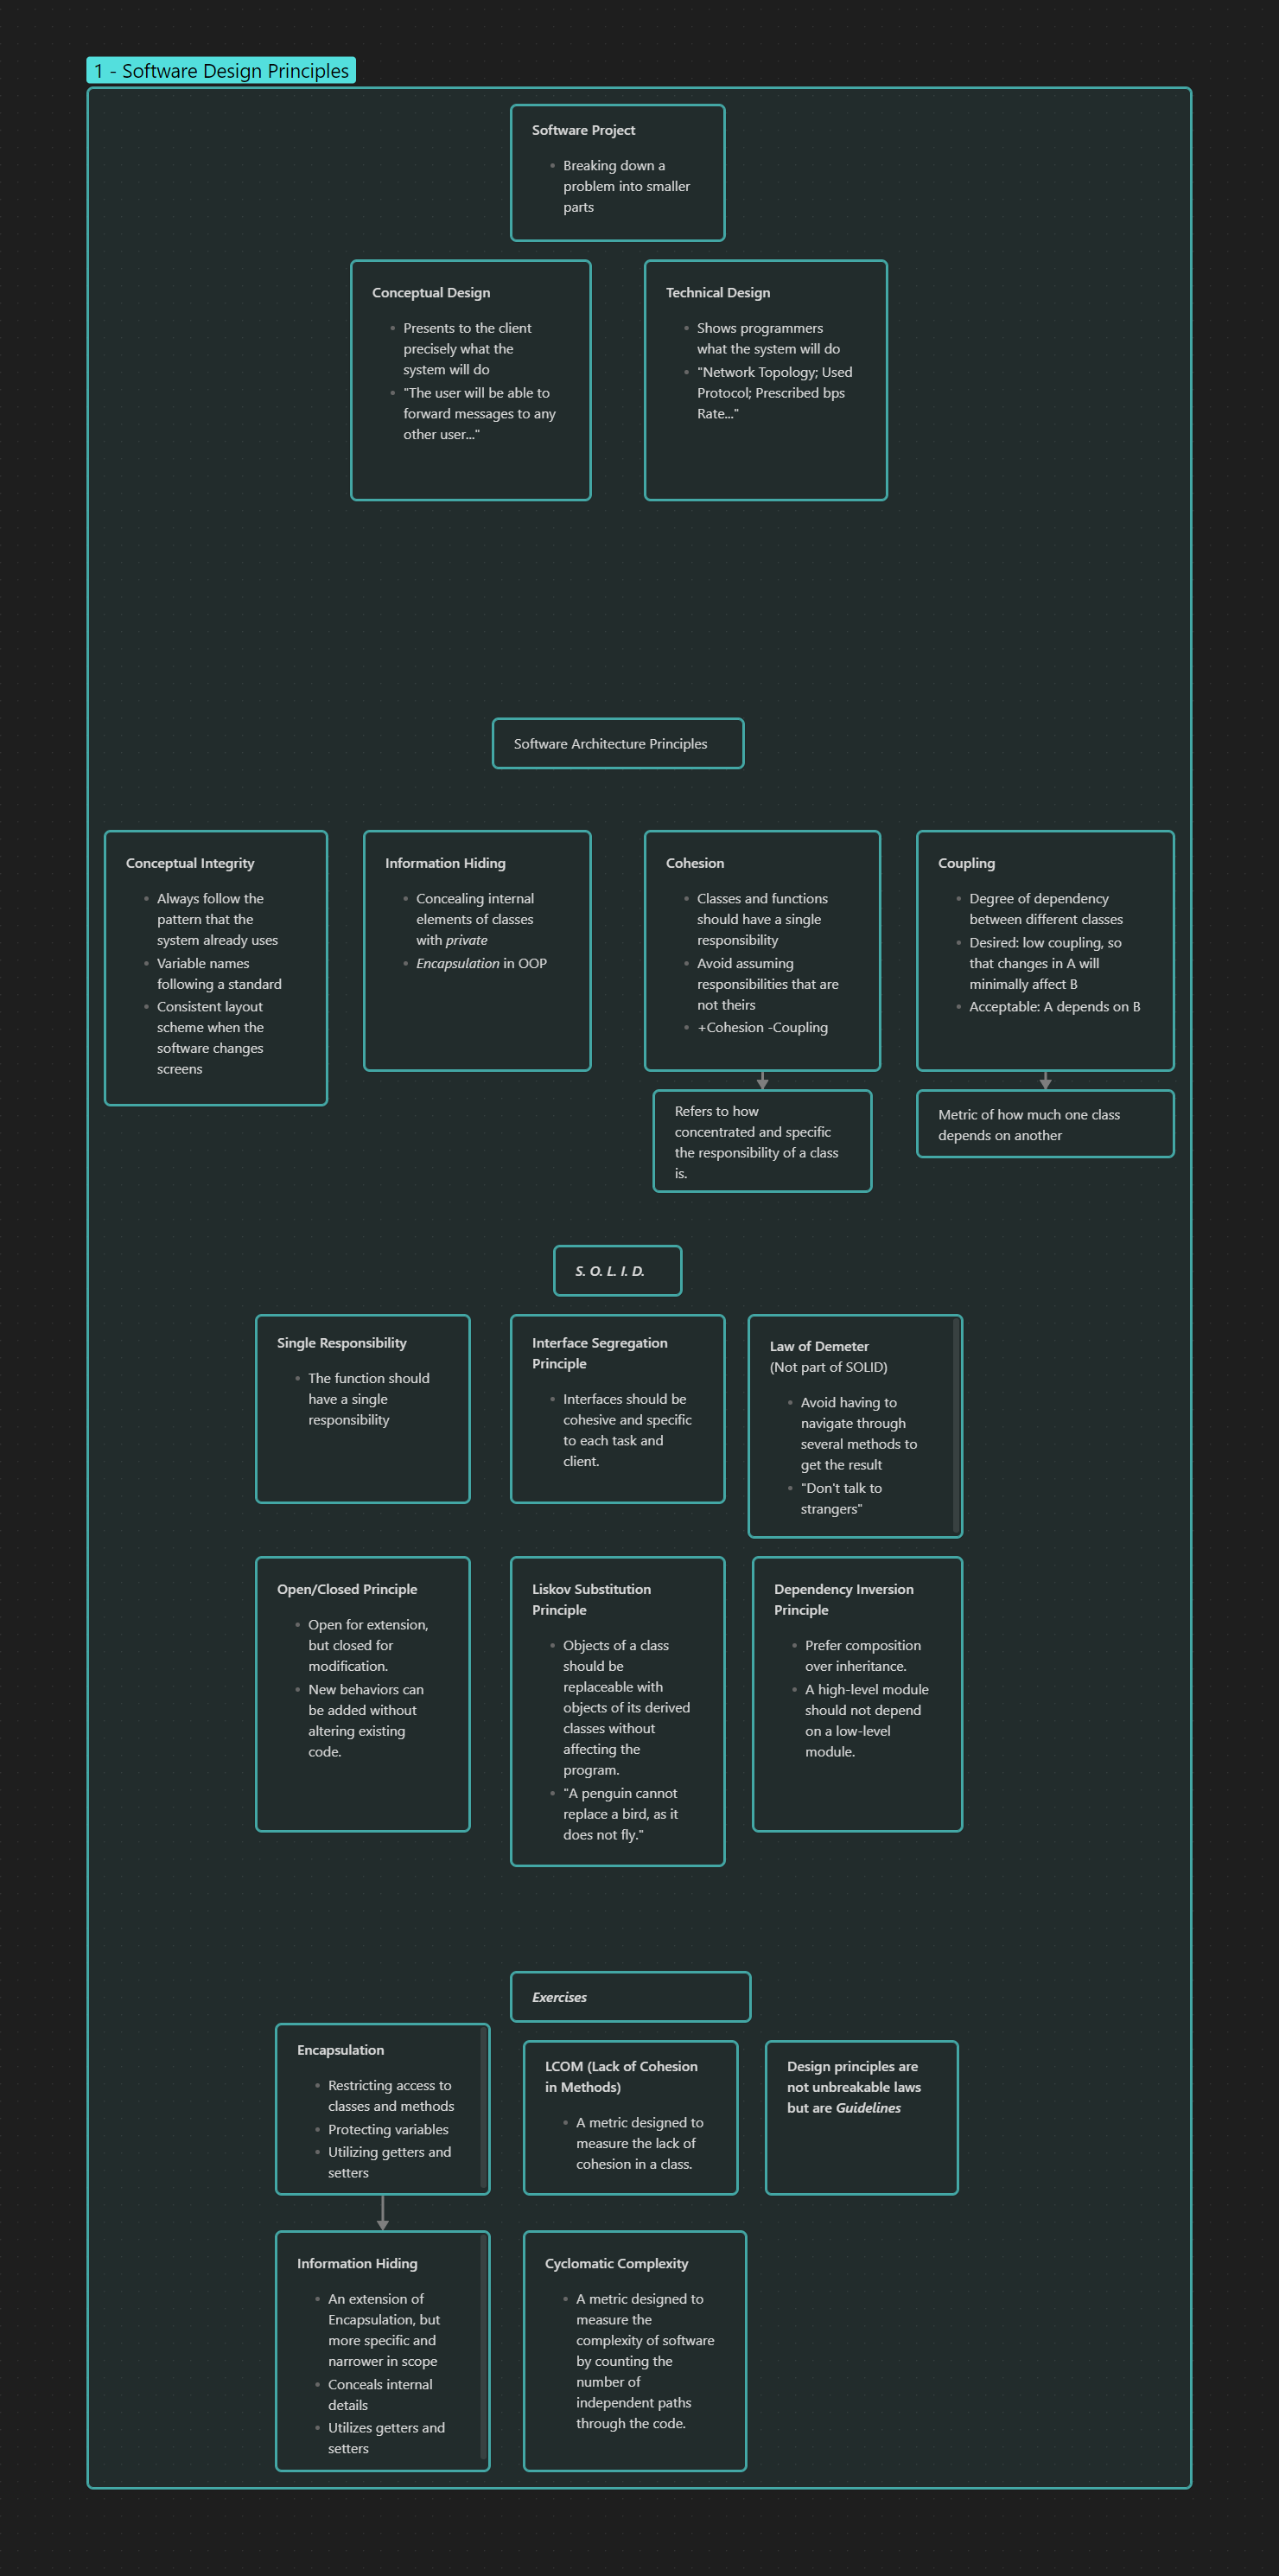 1 - Software Design Principles
Software Project
Breaking down a
problem into smaller
parts
Conceptual Design
Presents to the client
precisely what the
system will do
"The user will be able to
forward messages to any
other user..."
Technical Design
Shows programmers
what the system will do
"Network Topology; Used
Protocol; Prescribed bps
Rate..."
Software Architecture Principles
Conceptual Integrity
Always follow the
pattern that the
system already uses
Variable names
following a standard
Consistent layout
scheme when the
software changes
screens
Information Hiding
Concealing internal
elements of classes
with private
Encapsulation in OOP
Cohesion
Classes and functions
should have a single
responsibility
Avoid assuming
responsibilities that are
not theirs
+Cohesion -Coupling
Refers to how
concentrated and specific
the responsibility of a class
is.
Coupling
Degree of dependency
between different classes
Desired: low coupling, so
that changes in A will
minimally affect B
Acceptable: A depends on B
Metric of how much one class
depends on another
S. O. L. I. D.
Single Responsibility
The function should
have a single
responsibility
Interface Segregation
Principle
Interfaces should be
cohesive and specific
to each task and
client.
Law of Demeter
(Not part of SOLID)
Avoid having to
navigate through
several methods to
get the result
"Don't talk to
strangers"
Open/Closed Principle
Open for extension,
but closed for
modification.
New behaviors can
be added without
altering existing
code.
Liskov Substitution
Principle
Objects of a class
should be
replaceable with
objects of its derived
classes without
affecting the
program.
"A penguin cannot
replace a bird, as it
does not fly."
Dependency Inversion
Principle
Prefer composition
over inheritance.
A high-level module
should not depend
on a low-level
module.
Exercises
Encapsulation
Restricting access to
classes and methods
Protecting variables
Utilizing getters and
setters
LCOM (Lack of Cohesion
in Methods)
A metric designed to
measure the lack of
cohesion in a class.
Design principles are
not unbreakable laws
but are Guidelines
Information Hiding
An extension of
Encapsulation, but
more specific and
narrower in scope
Conceals internal
details
Utilizes getters and
setters
Cyclomatic Complexity
A metric designed to
measure the
complexity of software
by counting the
number of
independent paths
through the code.